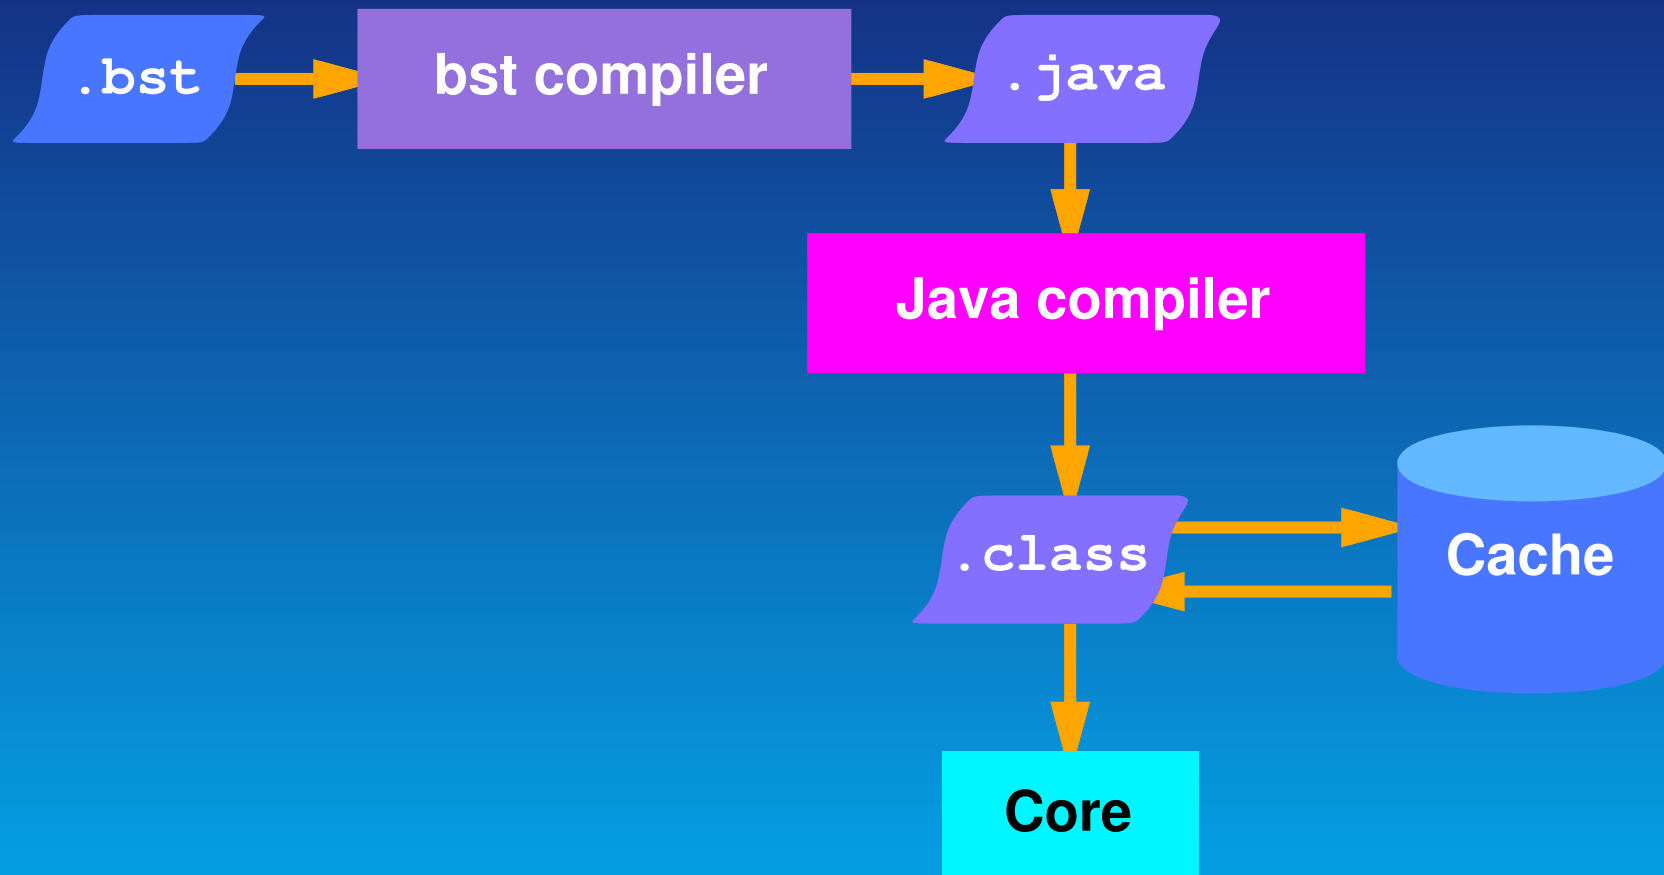 .bst
bst compiler
.java
Java compiler
.class
Cache
Core